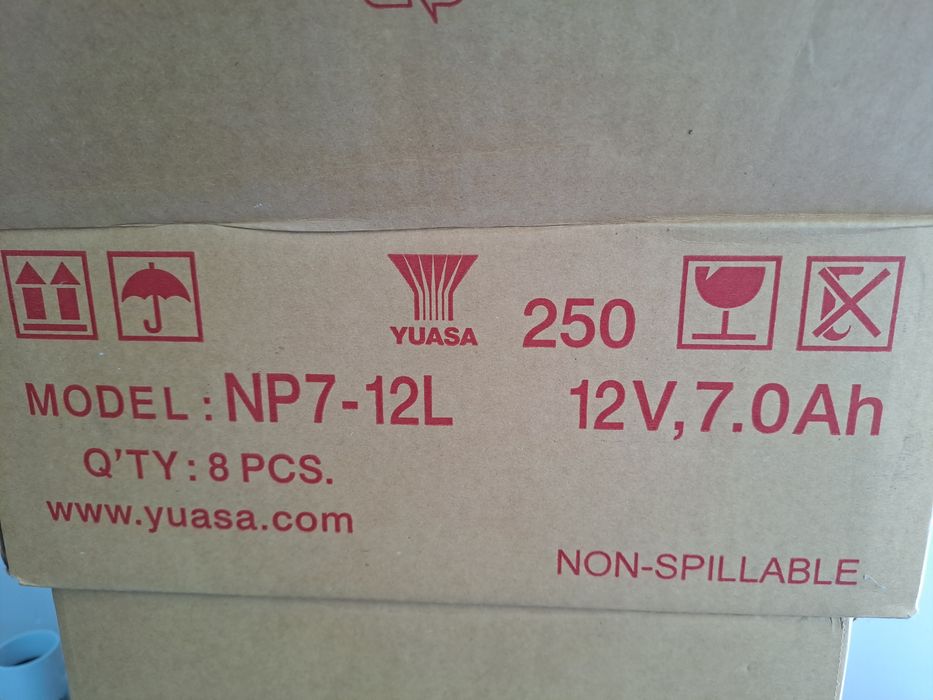 YUASA
250
MODEL : NP7-12L
12V, 7.0Ah
Q'TY : 8 PCS.
www.yuasa.com
NON-SPILLABLE